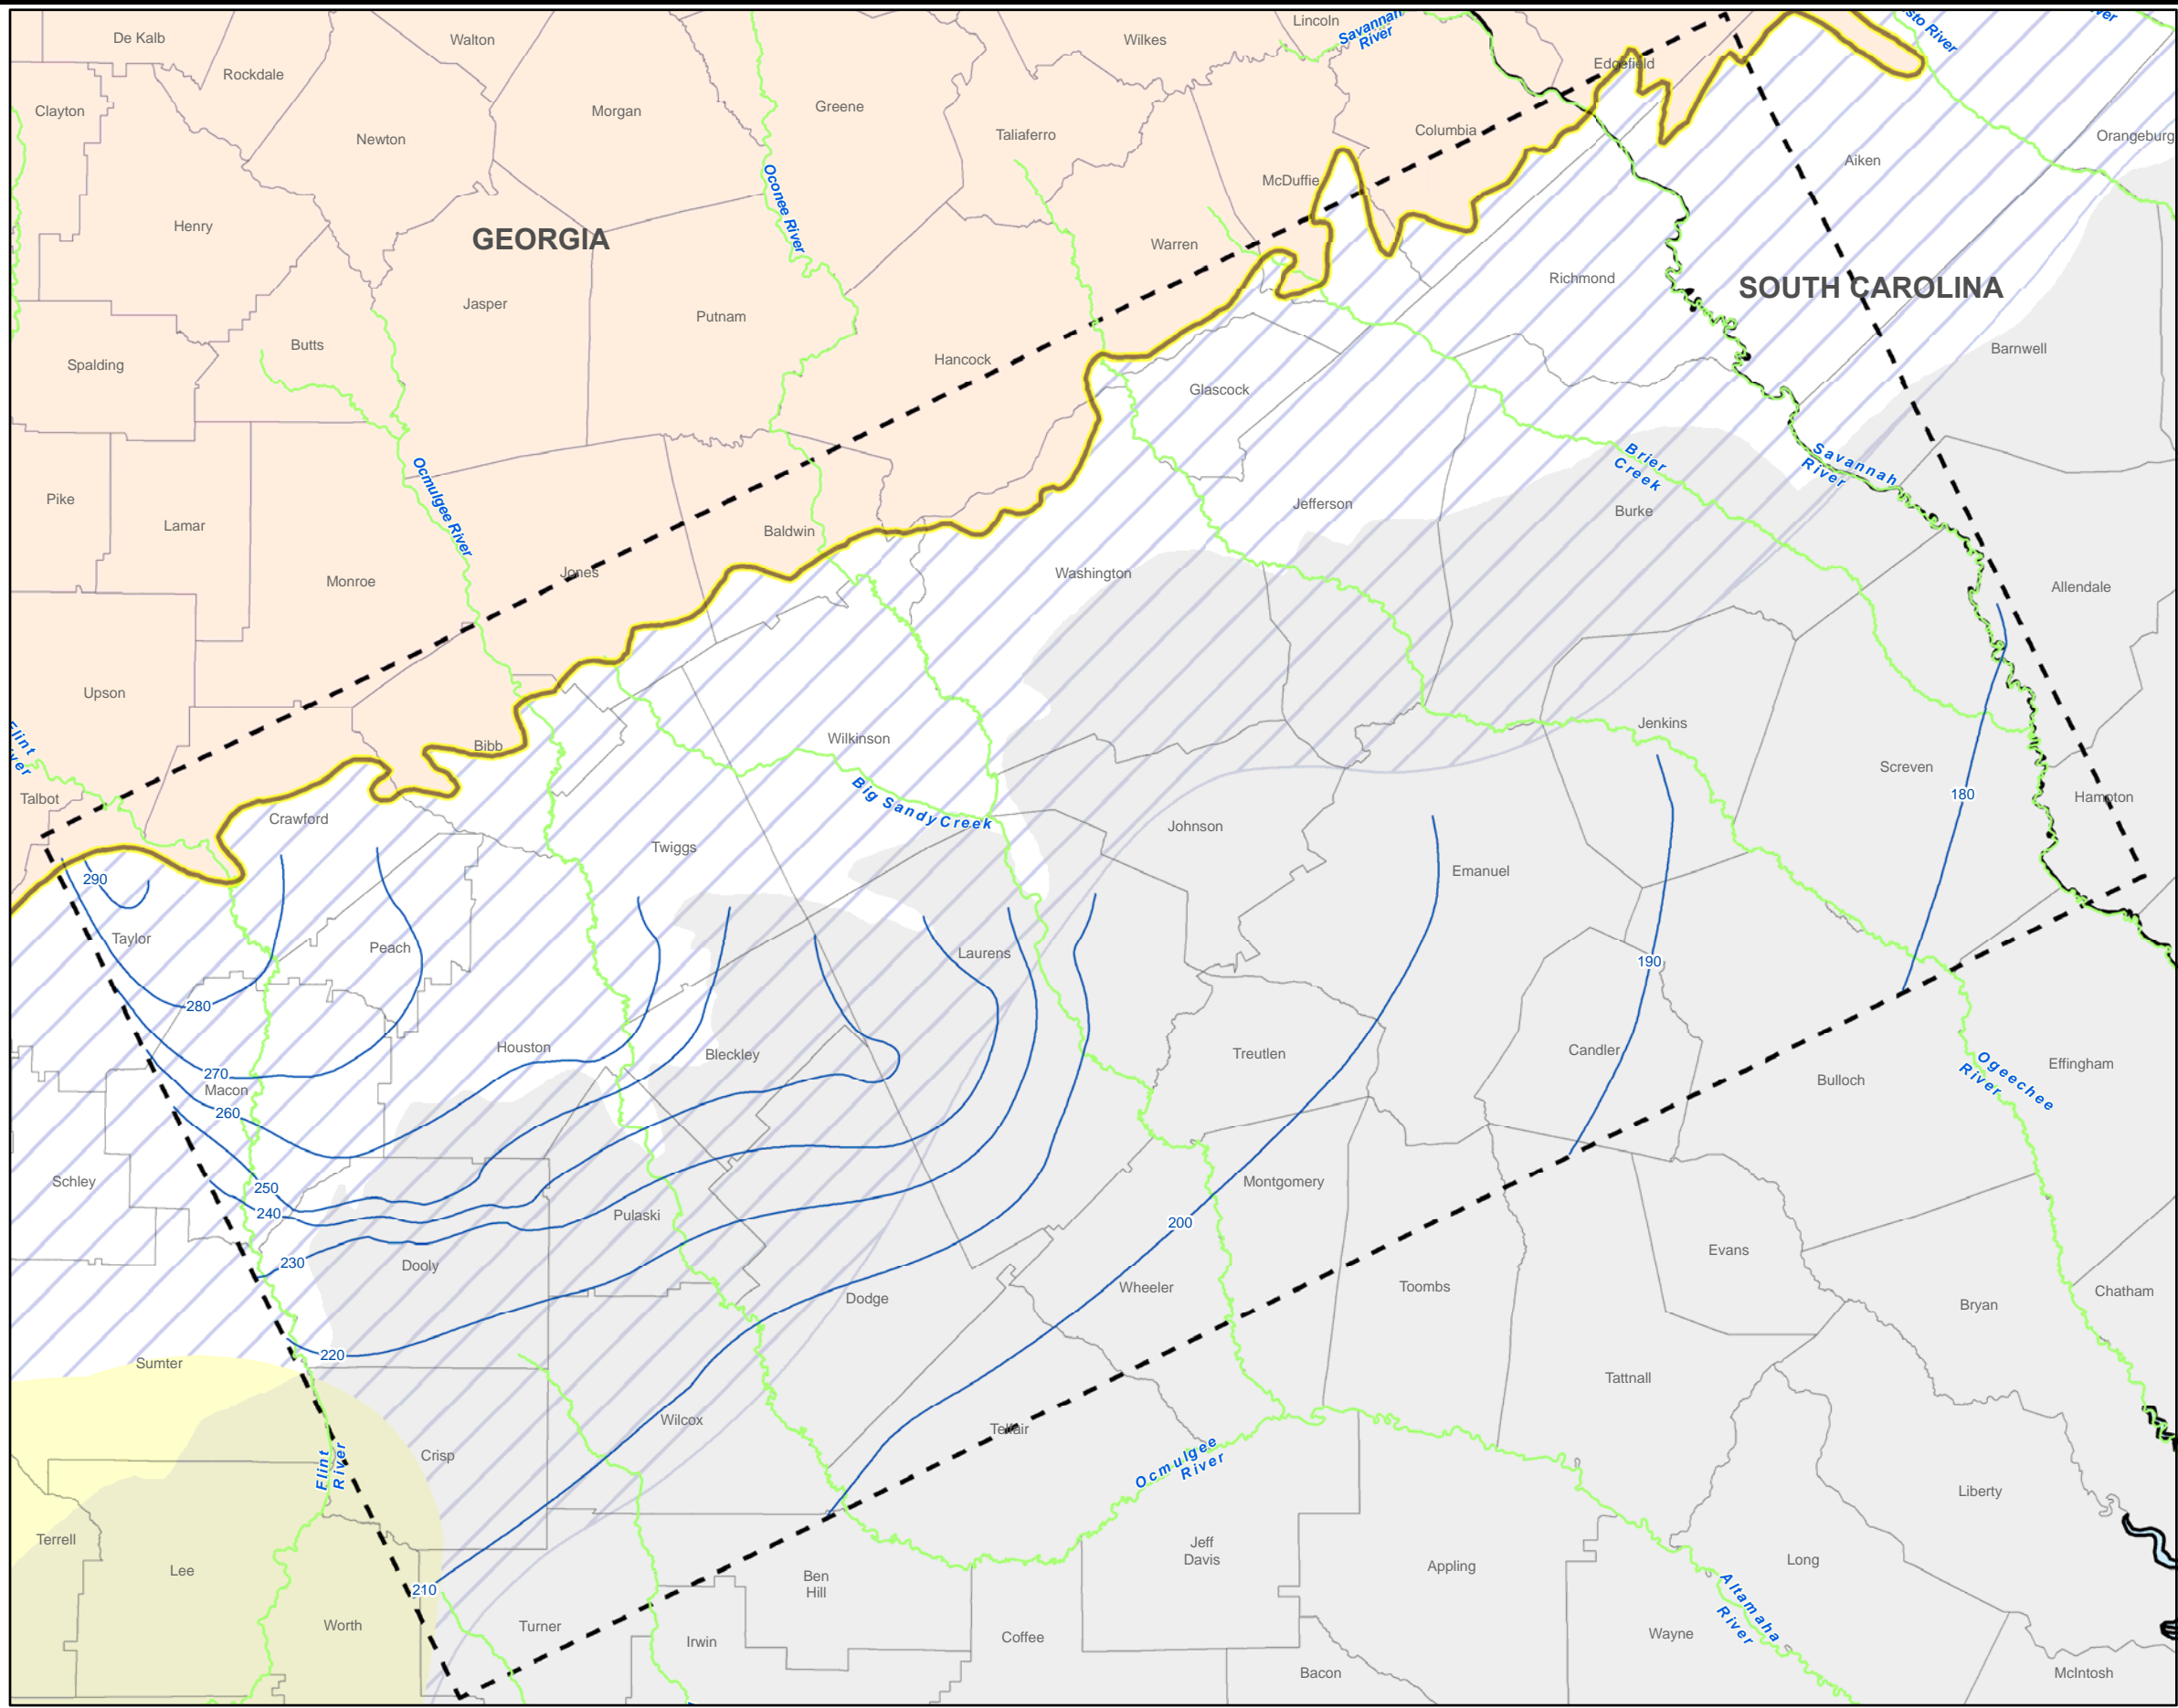 De Kalb
Walton
Wilkes
Lincoln
Savannah
River
sto River
Rockdale
Edgefield
Clayton
Newton
Morgan
Greene
Taliaferro
Columbia
Aiken
Orangeburg
Henry
GEORGIA
Oconee River
McDuffie
Warren
Richmond
SOUTH CAROLINA
Jasper
Putnam
Butts
Spalding
Hancock
Barnwell
Glascock
Ocmulgee River
Brier
Creek
Savannah
River
Pike
Lamar
Baldwin
Jefferson
Burke
Monroe
Jones
Washington
Allendale
Upson
Flint
ver
Bibb
Wilkinson
Jenkins
Screven
Talbot
Crawford
Big Sandy Creek
Johnson
180
Hampton
Twiggs
Emanuel
290
Taylor
Peach
Laurens
190
280
Houston
Bleckley
Treutlen
Candler
Ogeechee
River
Effingham
270
Macon
260
Bulloch
Schley
250
240
Pulaski
Montgomery
200
230
Dooly
Evans
Dodge
Wheeler
Toombs
Bryan
Chatham
220
Sumter
Tattnall
Wilcox
Telfair
Flint
River
Crisp
Ocmulgee
River
Liberty
Terrell
Lee
210
Ben
Hill
Jeff
Davis
Appling
Long
Altamaha
River
Worth
Turner
Irwin
Coffee
Wayne
Bacon
McIntosh